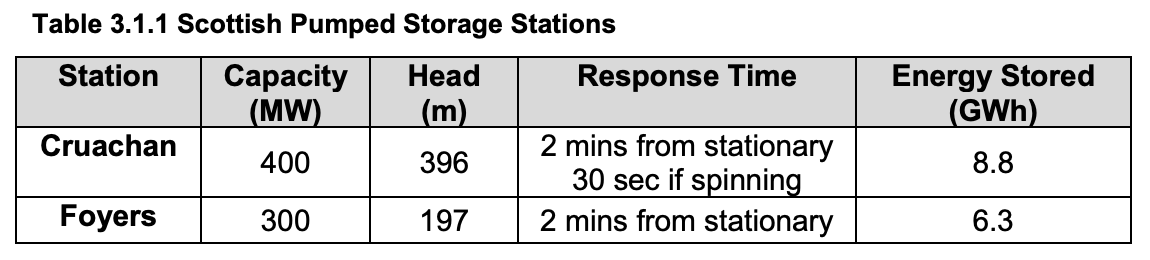 Table 3.1.1 Scottish Pumped Storage Stations
Station Capacity (MW) Head (m) Response Time Energy Stored (GWh)
Cruachan 400 396 2 mins from stationary 30 sec if spinning 8.8
Foyers 300 197 2 mins from stationary 6.3